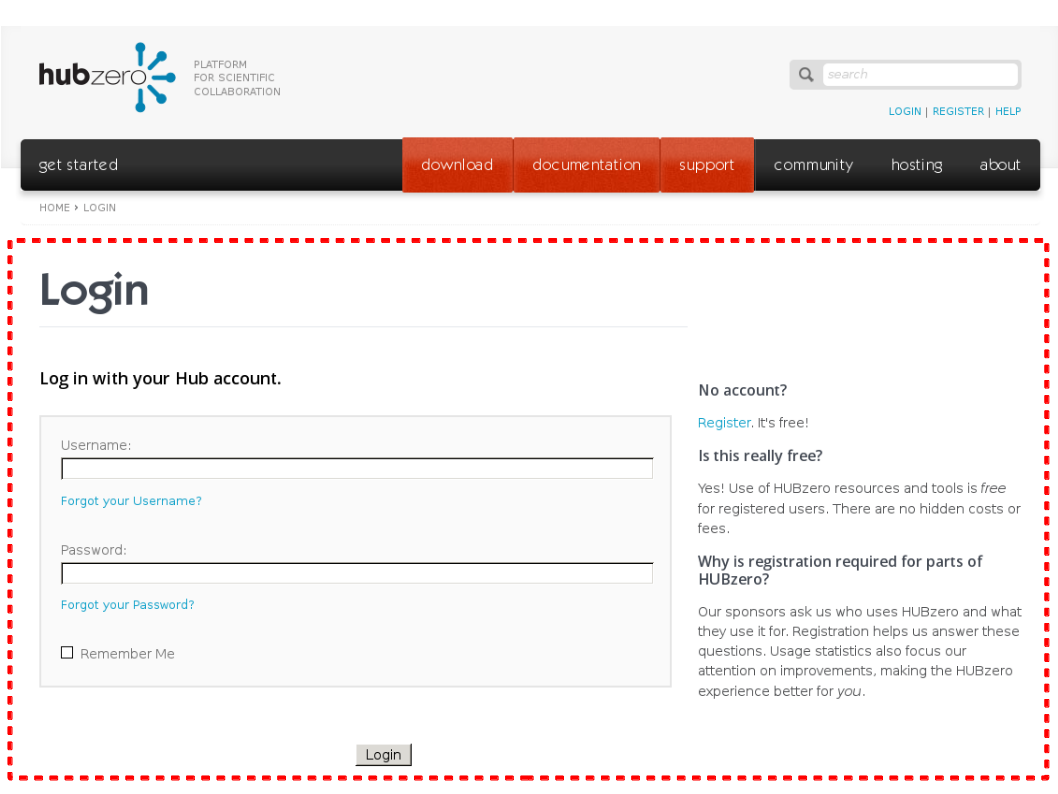 hubzero
PLATFORM
FOR SCIENTIFIC
COLLABORATION
search
LOGIN | REGISTER | HELP
get started
download
documentation
support
community
hosting
about
HOME › LOGIN
Login
Log in with your Hub account.
Username:
Forgot your Username?
Password:
Forgot your Password?
Remember Me
Login
No account?
Register. It's free!
Is this really free?
Yes! Use of HUBzero resources and tools is free
for registered users. There are no hidden costs or
fees.
Why is registration required for parts of
HUBzero?
Our sponsors ask us who uses HUBzero and what
they use it for. Registration helps us answer these
questions. Usage statistics also focus our
attention on improvements, making the HUBzero
experience better for you.